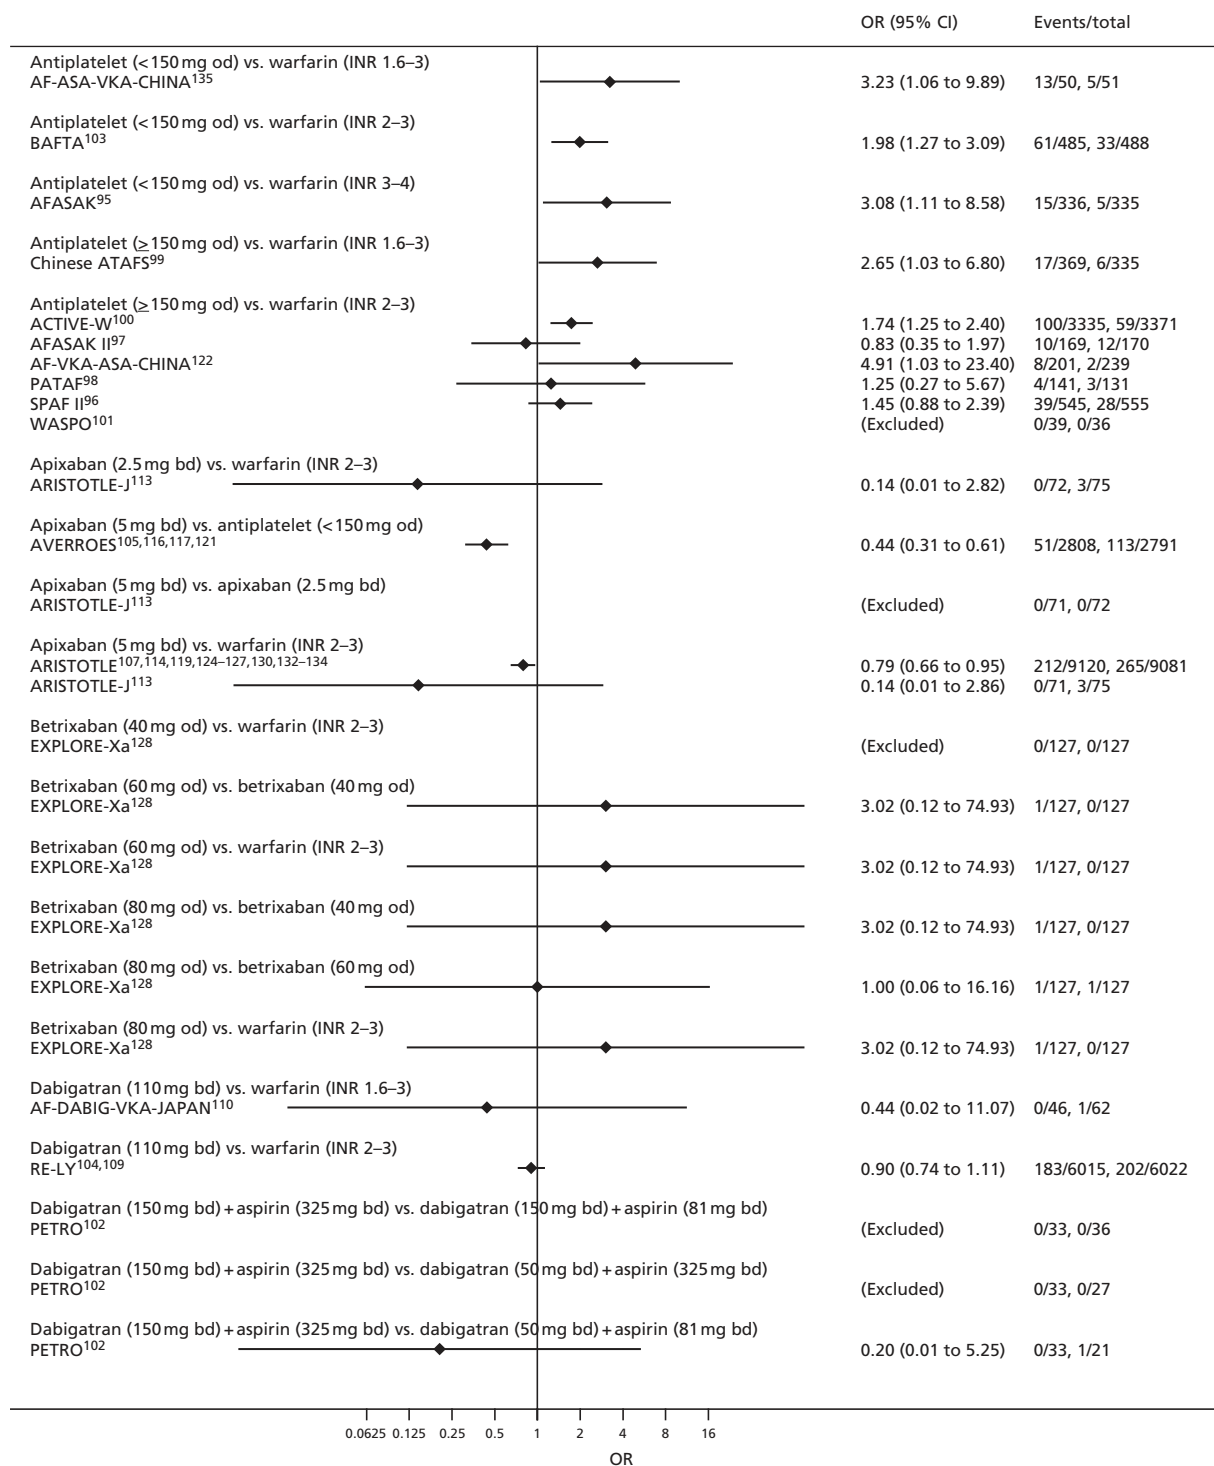 OR (95% CI) Events/total
Antiplatelet (<150 mg od) vs. warfarin (INR 1.6–3)
AF-ASA-VKA-CHINA135 3.23 (1.06 to 9.89) 13/50, 5/51
Antiplatelet (<150 mg od) vs. warfarin (INR 2–3)
BAFTA103 1.98 (1.27 to 3.09) 61/485, 33/488
Antiplatelet (<150 mg od) vs. warfarin (INR 3–4)
AFASAK95 3.08 (1.11 to 8.58) 15/336, 5/335
Antiplatelet (≥150 mg od) vs. warfarin (INR 1.6–3)
Chinese ATAFS99 2.65 (1.03 to 6.80) 17/369, 6/335
Antiplatelet (≥150 mg od) vs. warfarin (INR 2–3)
ACTIVE-W100 1.74 (1.25 to 2.40) 100/3335, 59/3371
AFASAK II97 0.83 (0.35 to 1.97) 10/169, 12/170
AF-VKA-ASA-CHINA122 4.91 (1.03 to 23.40) 8/201, 2/239
PATAF98 1.25 (0.27 to 5.67) 4/141, 3/131
SPAF II96 1.45 (0.88 to 2.39) 39/545, 28/555
WASPO101 (Excluded) 0/39, 0/36
Apixaban (2.5 mg bd) vs. warfarin (INR 2–3)
ARISTOTLE-J113 0.14 (0.01 to 2.82) 0/72, 3/75
Apixaban (5 mg bd) vs. antiplatelet (<150 mg od)
AVERROES105,116,117,121 0.44 (0.31 to 0.61) 51/2808, 113/2791
Apixaban (5 mg bd) vs. apixaban (2.5 mg bd)
ARISTOTLE-J113 (Excluded) 0/71, 0/72
Apixaban (5 mg bd) vs. warfarin (INR 2–3)
ARISTOTLE107,114,119,124–127,130,132–134 0.79 (0.66 to 0.95) 212/9120, 265/9081
ARISTOTLE-J113 0.14 (0.01 to 2.86) 0/71, 3/75
Betrixaban (40 mg od) vs. warfarin (INR 2–3)
EXPLORE-Xa128 (Excluded) 0/127, 0/127
Betrixaban (60 mg od) vs. betrixaban (40 mg od)
EXPLORE-Xa128 3.02 (0.12 to 74.93) 1/127, 0/127
Betrixaban (60 mg od) vs. warfarin (INR 2–3)
EXPLORE-Xa128 3.02 (0.12 to 74.93) 1/127, 0/127
Betrixaban (80 mg od) vs. betrixaban (40 mg od)
EXPLORE-Xa128 3.02 (0.12 to 74.93) 1/127, 0/127
Betrixaban (80 mg od) vs. betrixaban (60 mg od)
EXPLORE-Xa128 1.00 (0.06 to 16.16) 1/127, 1/127
Betrixaban (80 mg od) vs. warfarin (INR 2–3)
EXPLORE-Xa128 3.02 (0.12 to 74.93) 1/127, 0/127
Dabigatran (110 mg bd) vs. warfarin (INR 1.6–3)
AF-DABIG-VKA-JAPAN110 0.44 (0.02 to 11.07) 0/46, 1/62
Dabigatran (110 mg bd) vs. warfarin (INR 2–3)
RE-LY104,109 0.90 (0.74 to 1.11) 183/6015, 202/6022
Dabigatran (150 mg bd) + aspirin (325 mg bd) vs. dabigatran (150 mg bd) + aspirin (81 mg bd)
PETRO102 (Excluded) 0/33, 0/36
Dabigatran (150 mg bd) + aspirin (325 mg bd) vs. dabigatran (50 mg bd) + aspirin (325 mg bd)
PETRO102 (Excluded) 0/33, 0/27
Dabigatran (150 mg bd) + aspirin (325 mg bd) vs. dabigatran (50 mg bd) + aspirin (81 mg bd)
PETRO102 0.20 (0.01 to 5.25) 0/33, 1/21
0.0625 0.125 0.25 0.5 1 2 4 8 16
OR